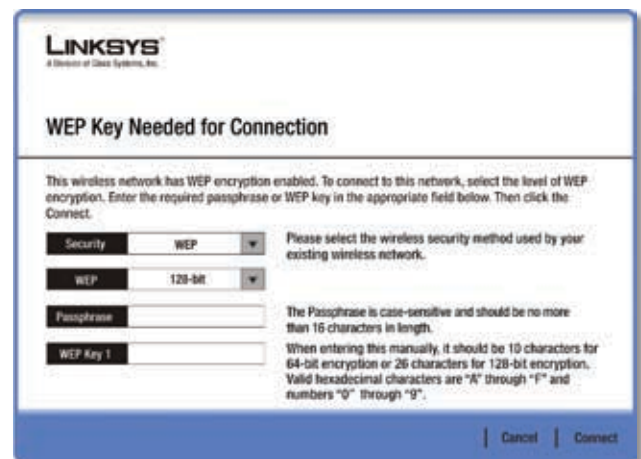 LINKSYS®
A Division of Cisco Systems, Inc.
WEP Key Needed for Connection
This wireless network has WEP encryption enabled. To connect to this network, select the level of WEP
encryption. Enter the required passphrase or WEP key in the appropriate field below. Then click the
Connect.
Security WEP
Please select the wireless security method used by your
existing wireless network.
WEP 128-bit
Passphrase
The Passphrase is case-sensitive and should be no more
than 16 characters in length.
WEP Key 1
When entering this manually, it should be 10 characters for
64-bit encryption or 26 characters for 128-bit encryption.
Valid hexadecimal characters are "A" through "F" and
numbers "0" through "9".
Cancel
Connect